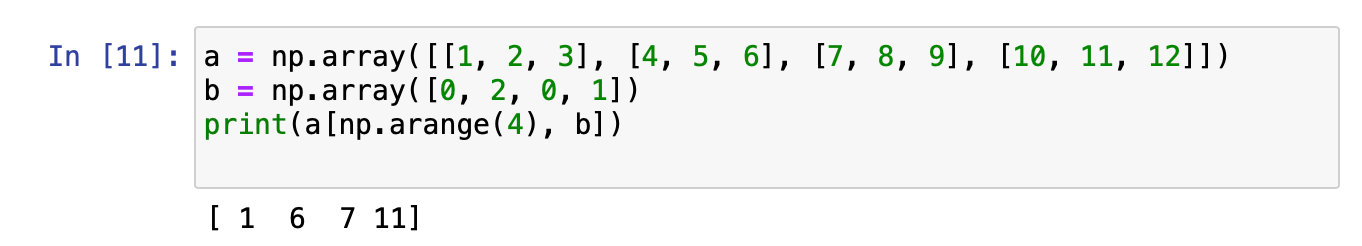 In [11]: a = np.array([[1, 2, 3], [4, 5, 6], [7, 8, 9], [10, 11, 12]])
b = np.array([0, 2, 0, 1])
print(a[np.arange(4), b])
[ 1  6  7 11]